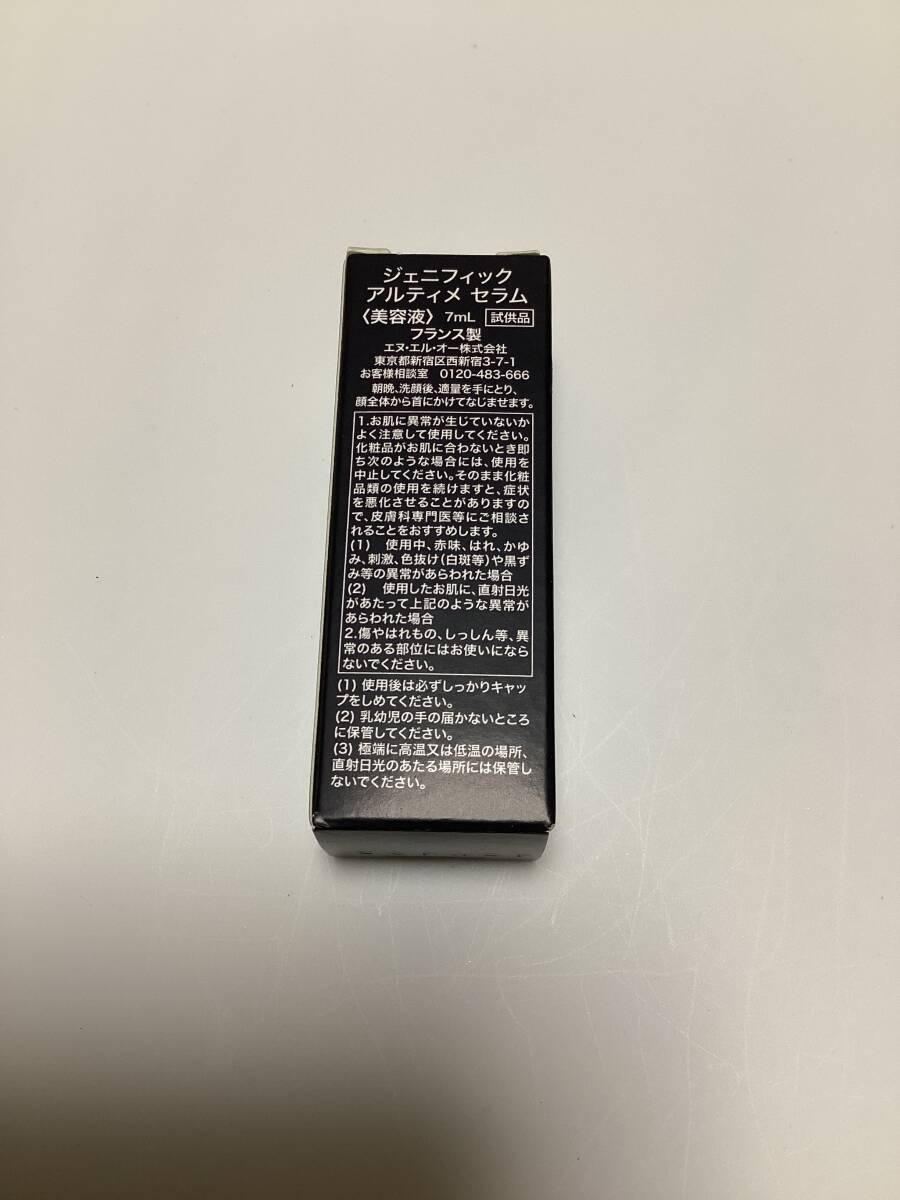 ジェニフィック
アルティメ セラム
〈美容液〉 7mL 試供品
フランス製
エヌ・エル・オー株式会社
東京都新宿区西新宿3-7-1
お客様相談室 0120-483-666
朝晩、洗顔後、適量を手にとり、
顔全体から首にかけてなじませます。
1.お肌に異常が生じていないか
よく注意して使用してください。
化粧品がお肌に合わないとき即
ち次のような場合には、使用を
中止してください。そのまま化粧
品類の使用を続けますと、症状
を悪化させることがありますの
で、皮膚科専門医等にご相談さ
れることをおすすめします。
(1) 使用中、赤味、はれ、かゆ
み、刺激、色抜け(白斑等)や黒ず
み等の異常があらわれた場合
(2) 使用したお肌に、直射日光
があたって上記のような異常が
あらわれた場合
2.傷やはれもの、しっしん等、異
常のある部位にはお使いになら
ないでください。
(1) 使用後は必ずしっかりキャッ
プをしめてください。
(2) 乳幼児の手の届かないところ
に保管してください。
(3) 極端に高温又は低温の場所、
直射日光のあたる場所には保管し
ないでください。